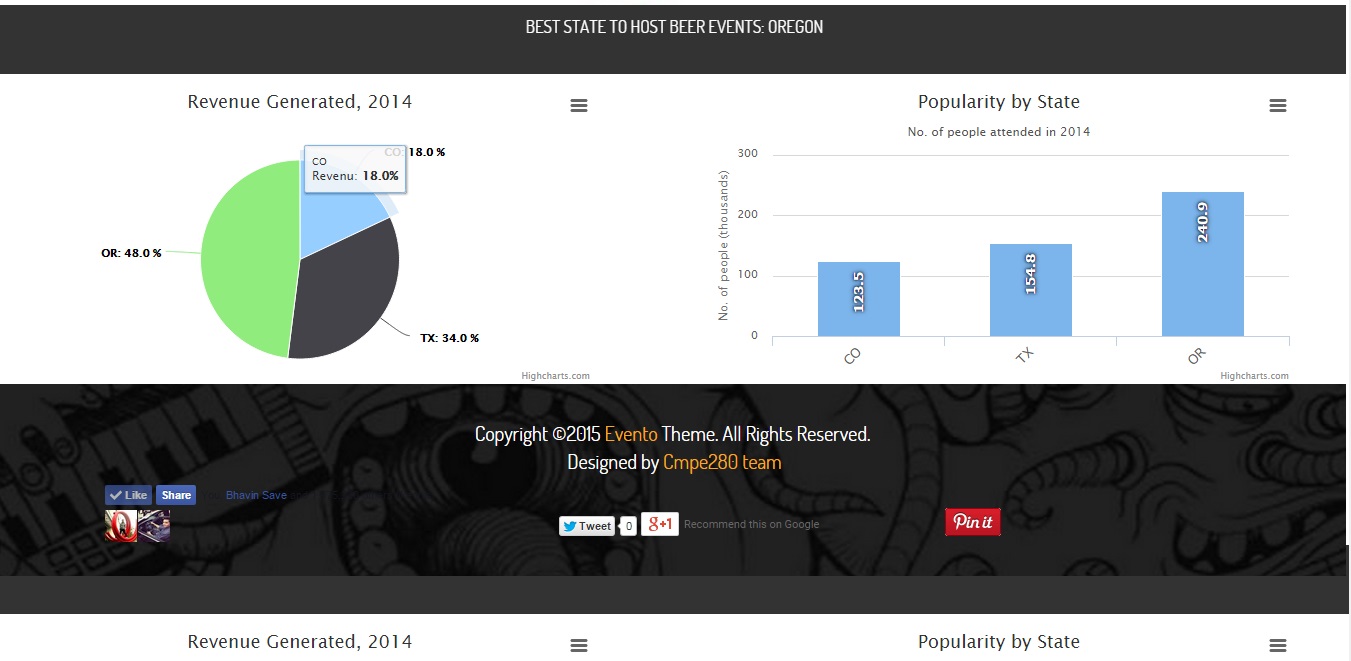 BEST STATE TO HOST BEER EVENTS: OREGON
Revenue Generated, 2014
CO: 18.0 %
CO
Revenu: 18.0%
OR: 48.0 %
TX: 34.0 %
Highcharts.com
Popularity by State
No. of people attended in 2014
No. of people (thousands)
300
200
100
0
123.5
154.8
240.9
CO
TX
OR
Highcharts.com
Copyright ©2015 Evento Theme. All Rights Reserved.
Designed by Cmpe280 team
Like
Share
Bhavin Save
Tweet
0
g+1
Recommend this on Google
Pin it
Revenue Generated, 2014
Popularity by State